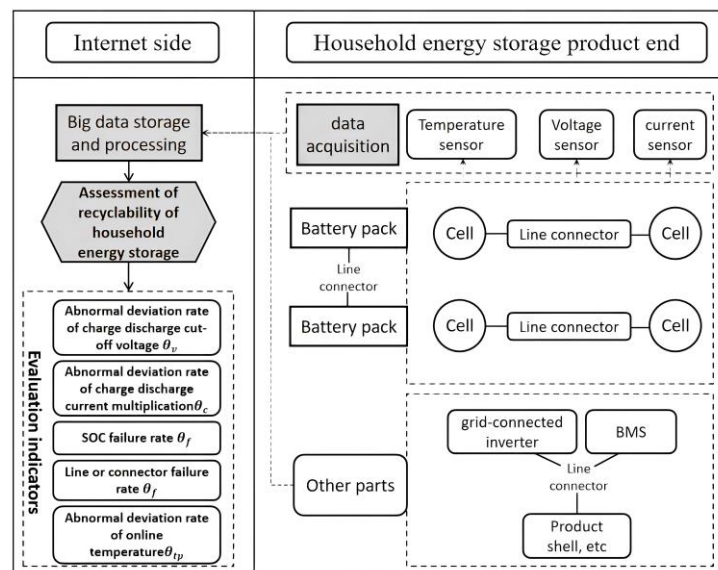 Internet side
Household energy storage product end
Big data storage
and processing
Assessment of
recyclability of
household
energy storage
Evaluation indicators
Abnormal deviation rate
of charge discharge cut-
off voltage θv
Abnormal deviation rate
of charge discharge
current multiplicationθc
SOC failure rate θf
Line or connector failure
rate θf
Abnormal deviation rate
of online
temperatureθtp
data
acquisition
Temperature
sensor
Voltage
sensor
current
sensor
Battery pack
Line
connector
Battery pack
Cell
Line connector
Cell
Cell
Line connector
Cell
Other parts
grid-connected
inverter
BMS
Line
connector
Product
shell, etc